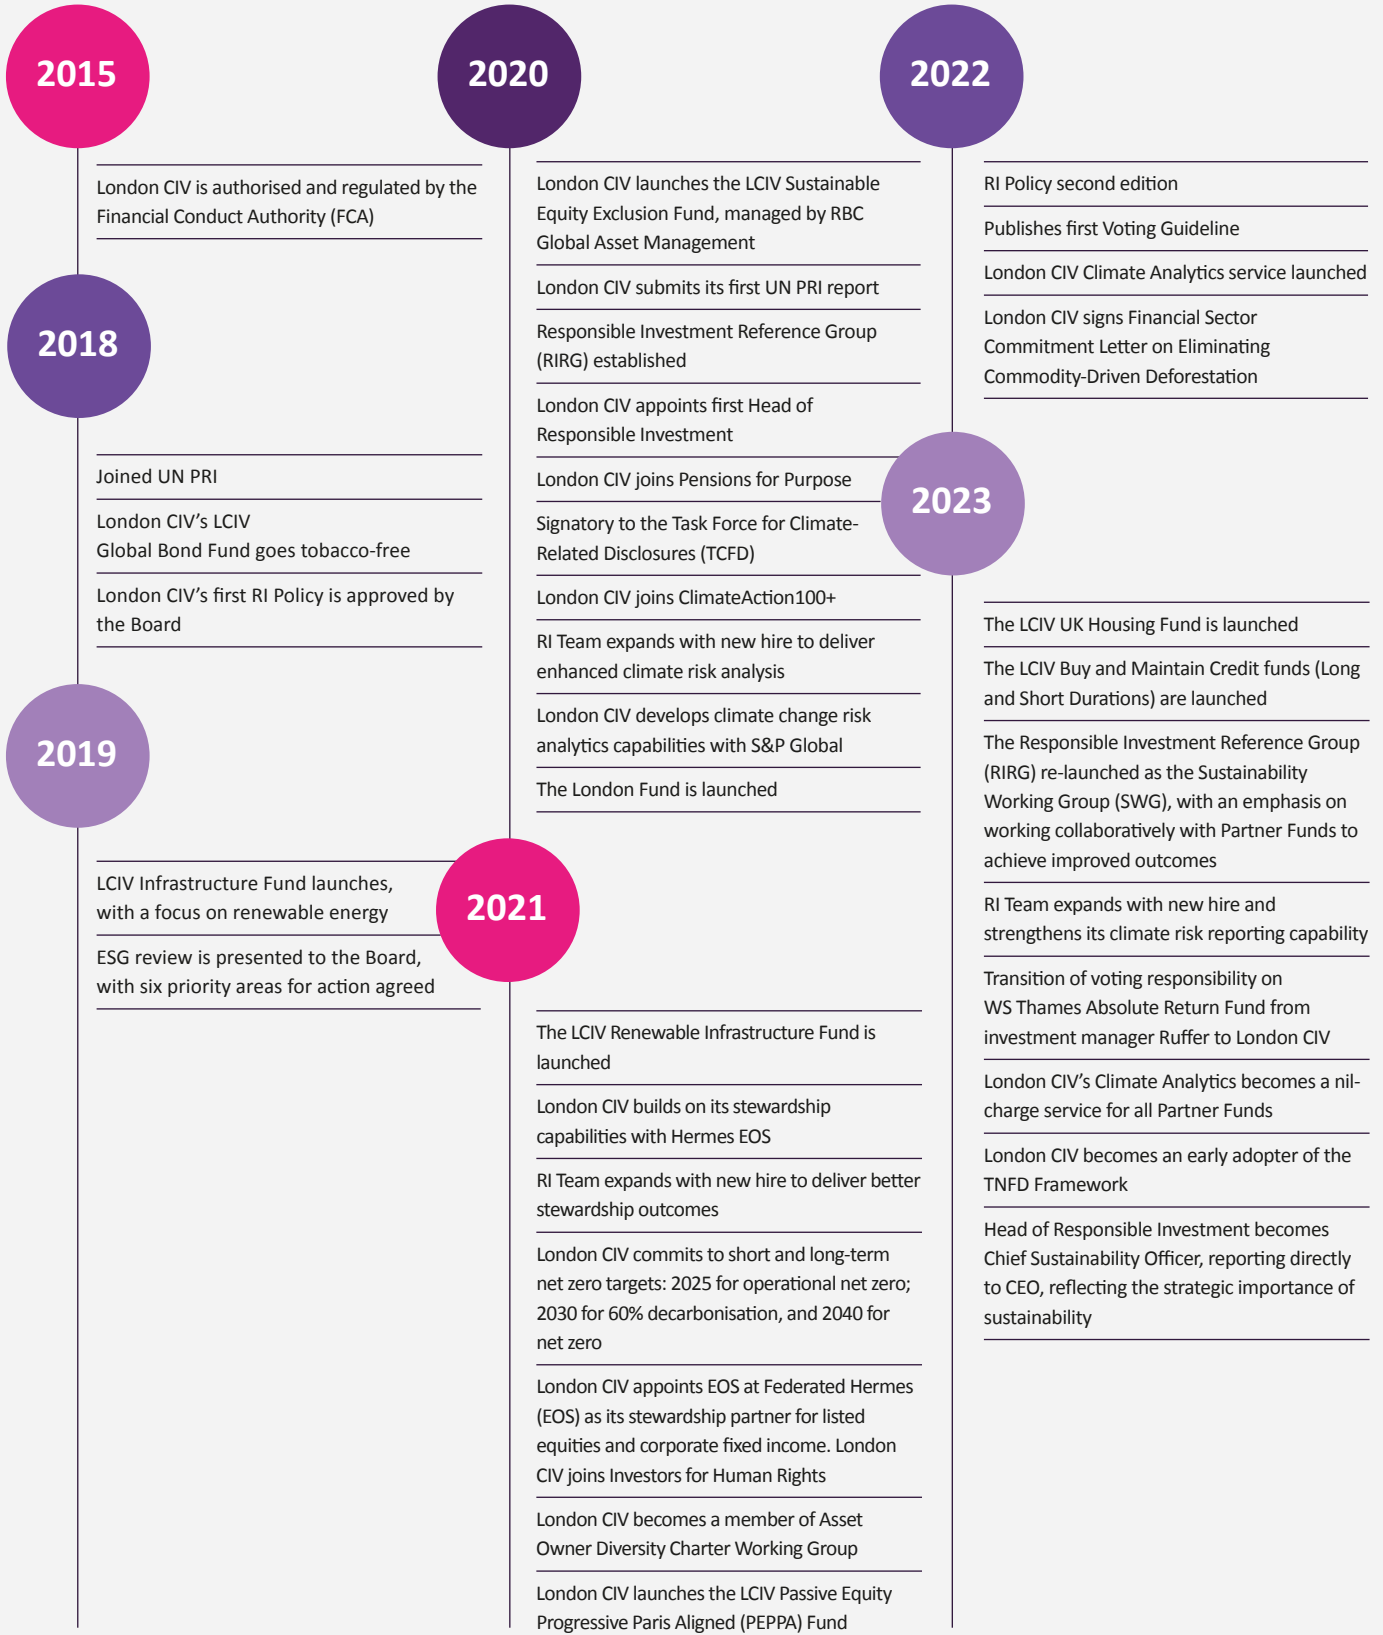 2015
London CIV is authorised and regulated by the
Financial Conduct Authority (FCA)
2018
Joined UN PRI
London CIV’s LCIV
Global Bond Fund goes tobacco-free
London CIV’s first RI Policy is approved by
the Board
2019
LCIV Infrastructure Fund launches,
with a focus on renewable energy
ESG review is presented to the Board,
with six priority areas for action agreed
2020
London CIV launches the LCIV Sustainable
Equity Exclusion Fund, managed by RBC
Global Asset Management
London CIV submits its first UN PRI report
Responsible Investment Reference Group
(RIRG) established
London CIV appoints first Head of
Responsible Investment
London CIV joins Pensions for Purpose
Signatory to the Task Force for Climate-
Related Disclosures (TCFD)
London CIV joins ClimateAction100+
RI Team expands with new hire to deliver
enhanced climate risk analysis
London CIV develops climate change risk
analytics capabilities with S&P Global
The London Fund is launched
2021
The LCIV Renewable Infrastructure Fund is
launched
London CIV builds on its stewardship
capabilities with Hermes EOS
RI Team expands with new hire to deliver better
stewardship outcomes
London CIV commits to short and long-term
net zero targets: 2025 for operational net zero;
2030 for 60% decarbonisation, and 2040 for
net zero
London CIV appoints EOS at Federated Hermes
(EOS) as its stewardship partner for listed
equities and corporate fixed income. London
CIV joins Investors for Human Rights
London CIV becomes a member of Asset
Owner Diversity Charter Working Group
London CIV launches the LCIV Passive Equity
Progressive Paris Aligned (PEPPA) Fund
2022
RI Policy second edition
Publishes first Voting Guideline
London CIV Climate Analytics service launched
London CIV signs Financial Sector
Commitment Letter on Eliminating
Commodity-Driven Deforestation
2023
The LCIV UK Housing Fund is launched
The LCIV Buy and Maintain Credit funds (Long
and Short Durations) are launched
The Responsible Investment Reference Group
(RIRG) re-launched as the Sustainability
Working Group (SWG), with an emphasis on
working collaboratively with Partner Funds to
achieve improved outcomes
RI Team expands with new hire and
strengthens its climate risk reporting capability
Transition of voting responsibility on
WS Thames Absolute Return Fund from
investment manager Ruffer to London CIV
London CIV’s Climate Analytics becomes a nil-
charge service for all Partner Funds
London CIV becomes an early adopter of the
TNFD Framework
Head of Responsible Investment becomes
Chief Sustainability Officer, reporting directly
to CEO, reflecting the strategic importance of
sustainability